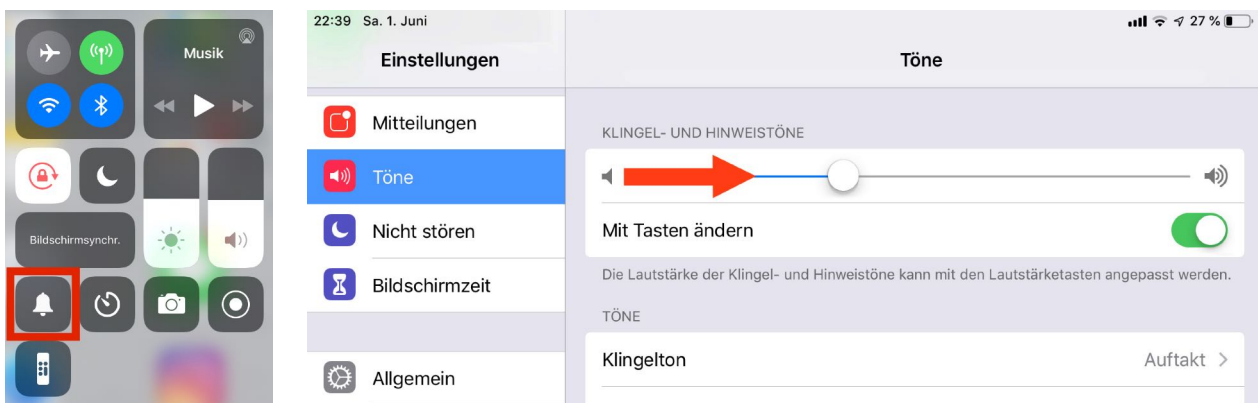 Musik
Bildschirmsynchr.
22:39 Sa. 1. Juni
27 %
Einstellungen
Mitteilungen
Töne
Nicht stören
Bildschirmzeit
Allgemein
Töne
KLINGEL- UND HINWEISTÖNE
Mit Tasten ändern
Die Lautstärke der Klingel- und Hinweistöne kann mit den Lautstärketasten angepasst werden.
TÖNE
Klingelton Auftakt >